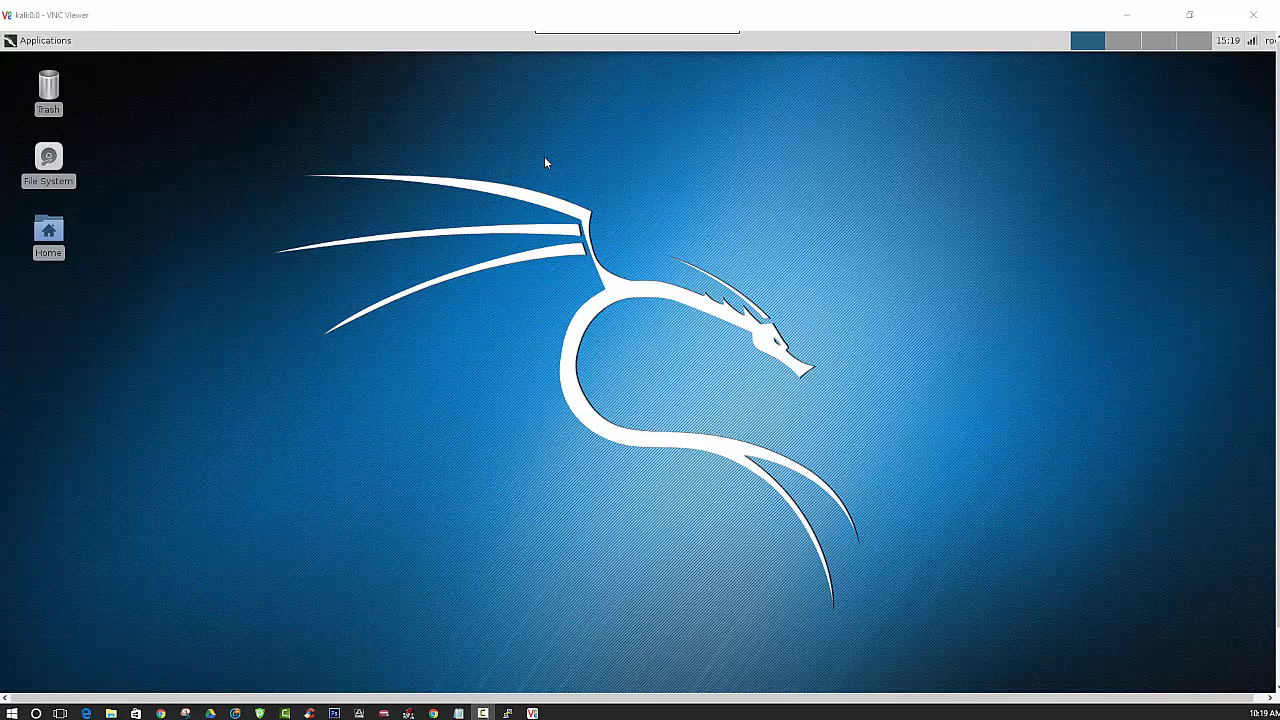 kali:0.0 - VNC Viewer
Applications
15:19
Trash
File System
Home
10:19 AM